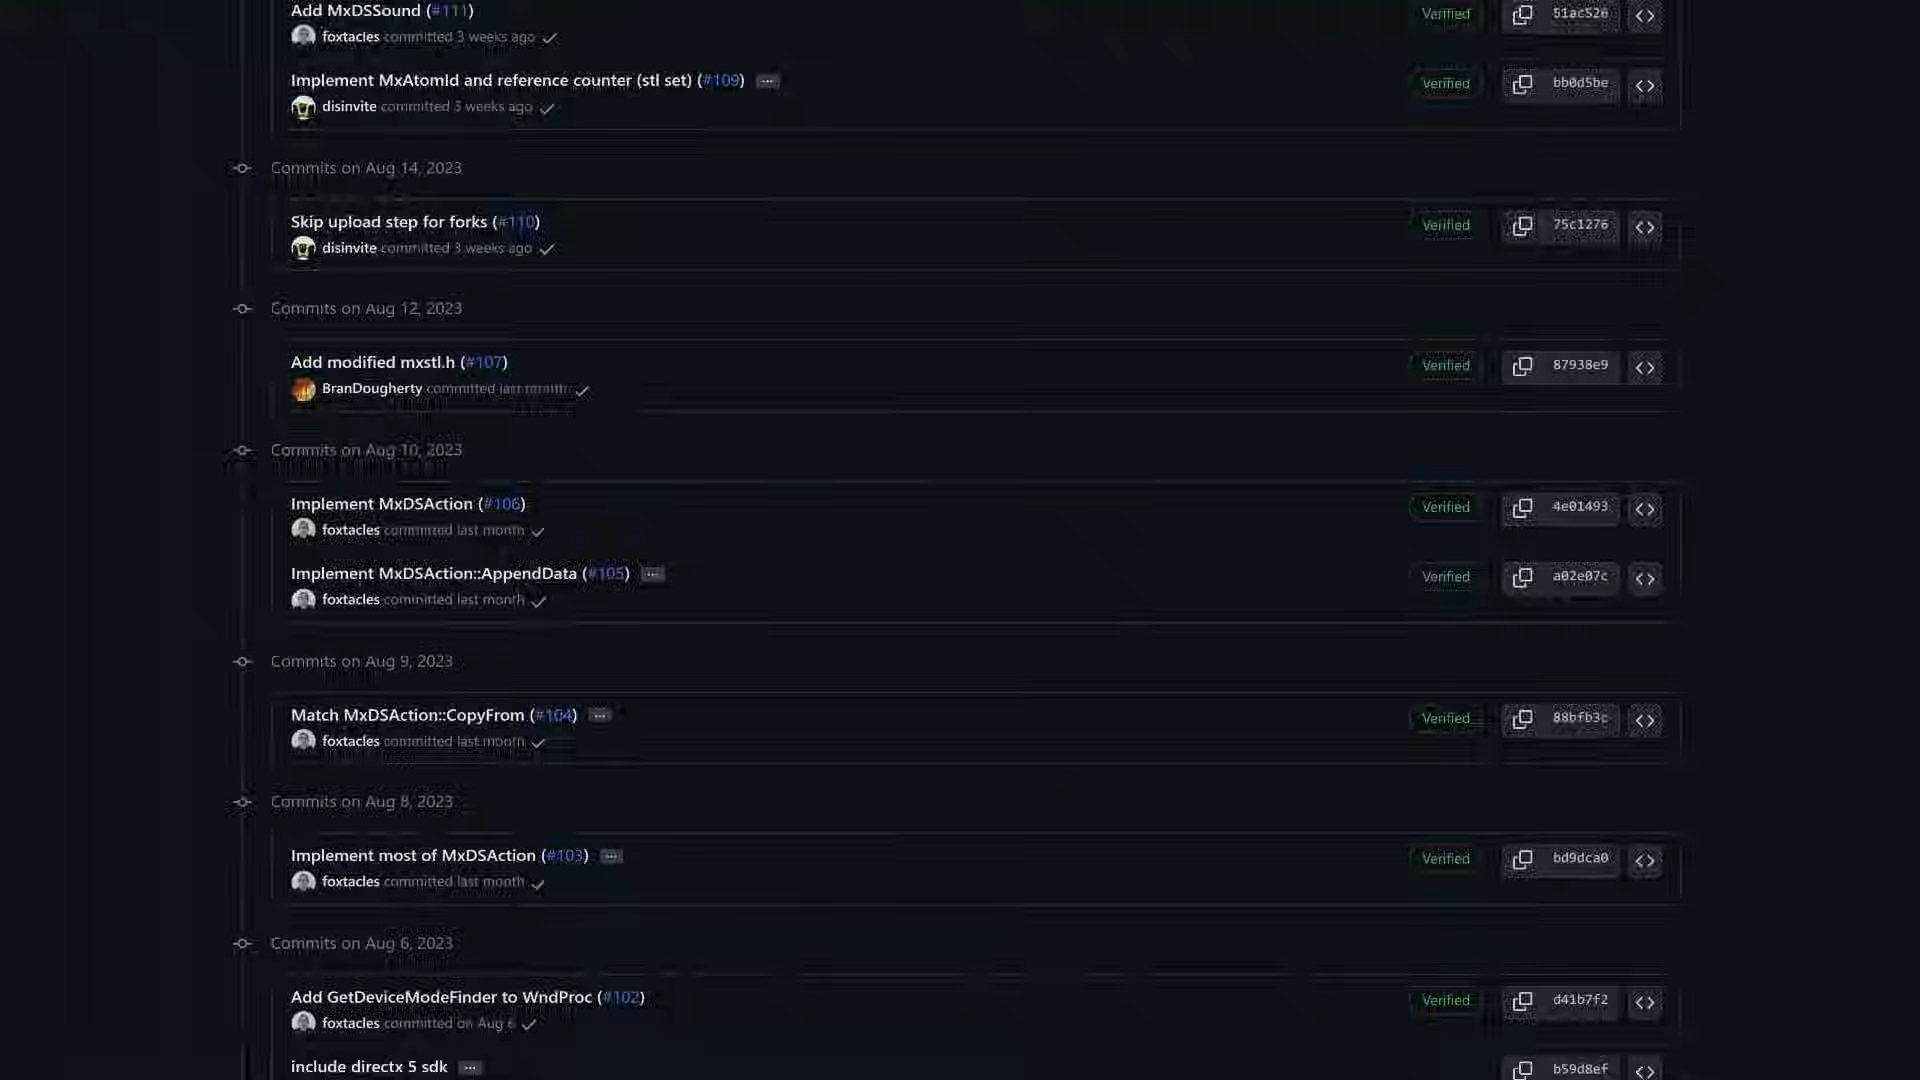 Add MxDSSound (#111)
Verified
51ac520
foxtacles committed 3 weeks ago
Implement MxAtomId and reference counter (stl set) (#109) ...
Verified
bb0d5be
disinvite committed 3 weeks ago
Commits on Aug 14, 2023
Skip upload step for forks (#110)
Verified
75c1276
disinvite committed 3 weeks ago
Commits on Aug 12, 2023
Add modified mxstl.h (#107)
Verified
87938e9
BranDougherty committed last month
Commits on Aug 10, 2023
Implement MxDSAction (#106)
Verified
4e01493
foxtacles committed last month
Implement MxDSAction::AppendData (#105) ...
Verified
a02e07c
foxtacles committed last month
Commits on Aug 9, 2023
Match MxDSAction::CopyFrom (#104) ...
Verified
88bfb3c
foxtacles committed last month
Commits on Aug 8, 2023
Implement most of MxDSAction (#103) ...
Verified
bd9dca0
foxtacles committed last month
Commits on Aug 6, 2023
Add GetDeviceModeFinder to WndProc (#102)
Verified
d41b7f2
foxtacles committed on Aug 6
include directx 5 sdk ...
b59d8ef